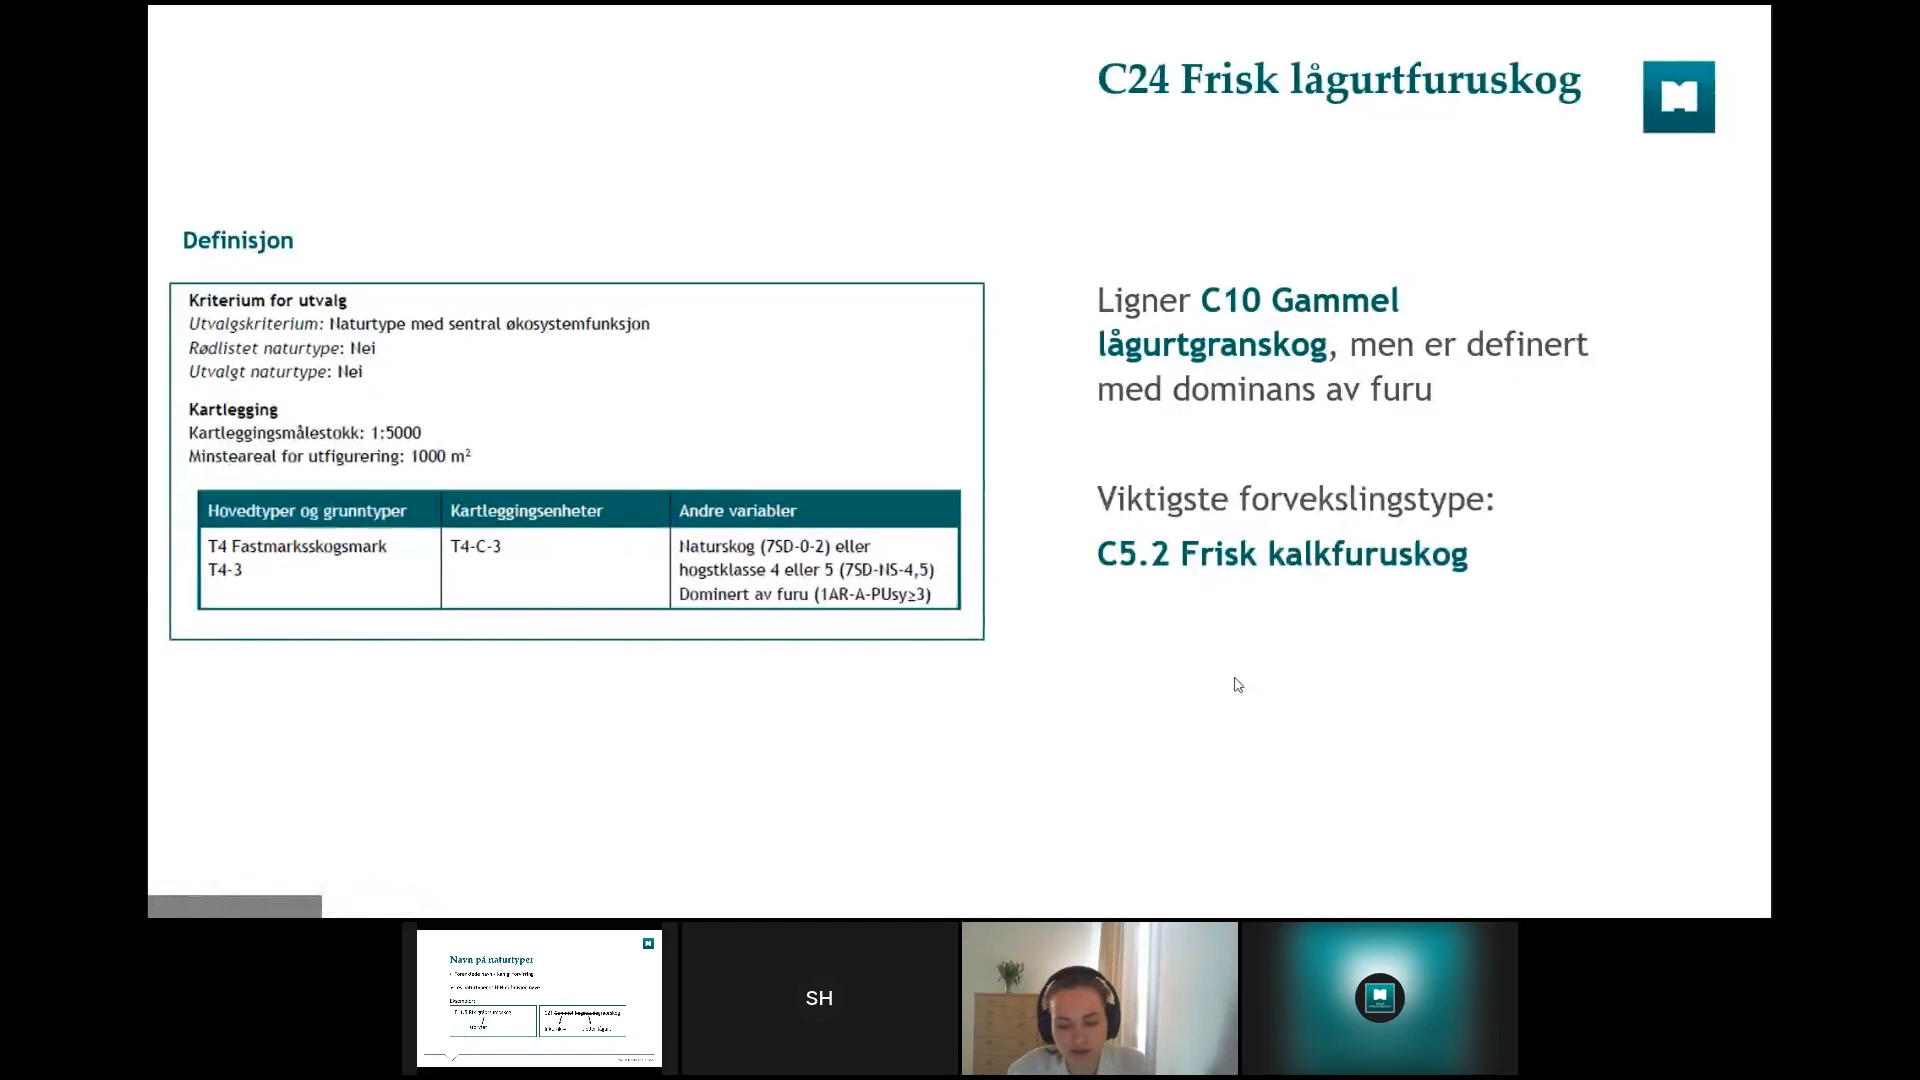 C24 Frisk lågurtfuruskog
Definisjon
Kriterium for utvalg
Utvalgskriterium: Naturtype med sentral økosystemfunksjon
Rødlistet naturtype: Nei
Utvalgt naturtype: Nei
Kartlegging
Kartleggingsmålestokk: 1:5000
Minsteareal for utfigurering: 1000 m²
Hovedtyper og grunntyper
Kartleggingsenheter
Andre variabler
T4 Fastmarksskogsmark
T4-3
T4-C-3
Naturskog (7SD-0-2) eller
hogstklasse 4 eller 5 (7SD-NS-4,5)
Dominert av furu (1AR-A-PUsy≥3)
Ligner C10 Gammel
lågurtgranskog, men er definert
med dominans av furu
Viktigste forvekslingstype:
C5.2 Frisk kalkfuruskog
Navn på naturtyper
Eksempler:
SH